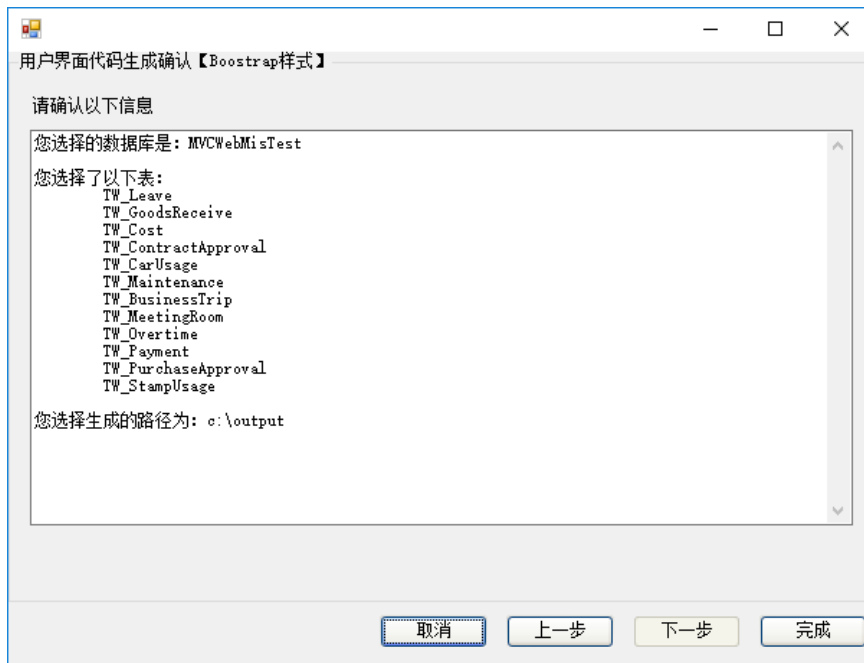 用户界面代码生成确认【Boostrap样式】
请确认以下信息
您选择的数据库是：MVCWebMisTest
您选择了以下表：
TW_Leave
TW_GoodsReceive
TW_Cost
TW_ContractApproval
TW_CarUsage
TW_Maintenance
TW_BusinessTrip
TW_MeetingRoom
TW_Overtime
TW_Payment
TW_PurchaseApproval
TW_StampUsage
您选择生成的路径为：c:\output
取消 上一步 下一步 完成